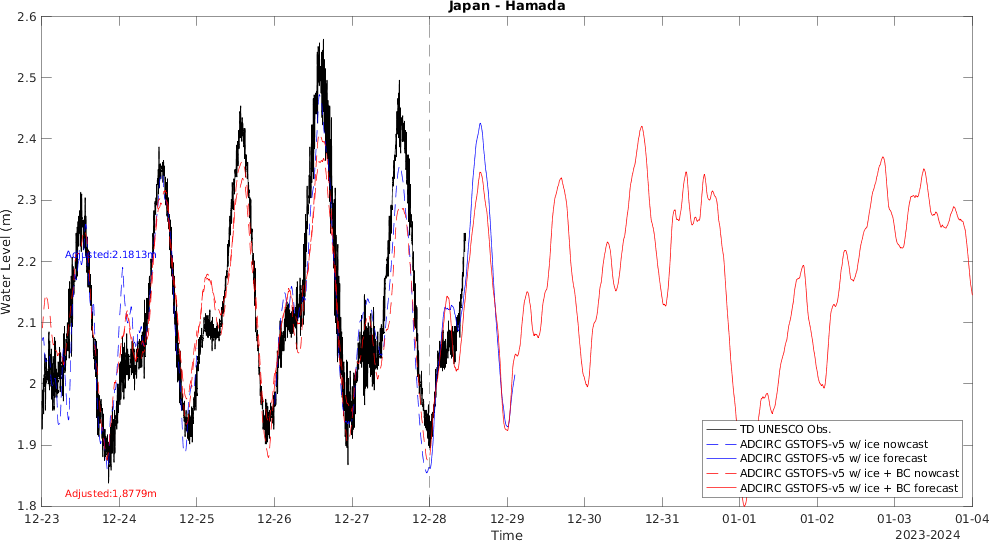 Japan - Hamada
2.6
2.5
2.4
2.3
2.2
2.1
2
1.9
1.8
Water Level (m)
Adjusted:2.1813m
Adjusted:1.8779m
TD UNESCO Obs.
ADCIRC GSTOFS-v5 w/ ice nowcast
ADCIRC GSTOFS-v5 w/ ice forecast
ADCIRC GSTOFS-v5 w/ ice + BC nowcast
ADCIRC GSTOFS-v5 w/ ice + BC forecast
12-23 12-24 12-25 12-26 12-27 12-28 12-29 12-30 12-31 01-01 01-02 01-03 01-04
Time
2023-2024